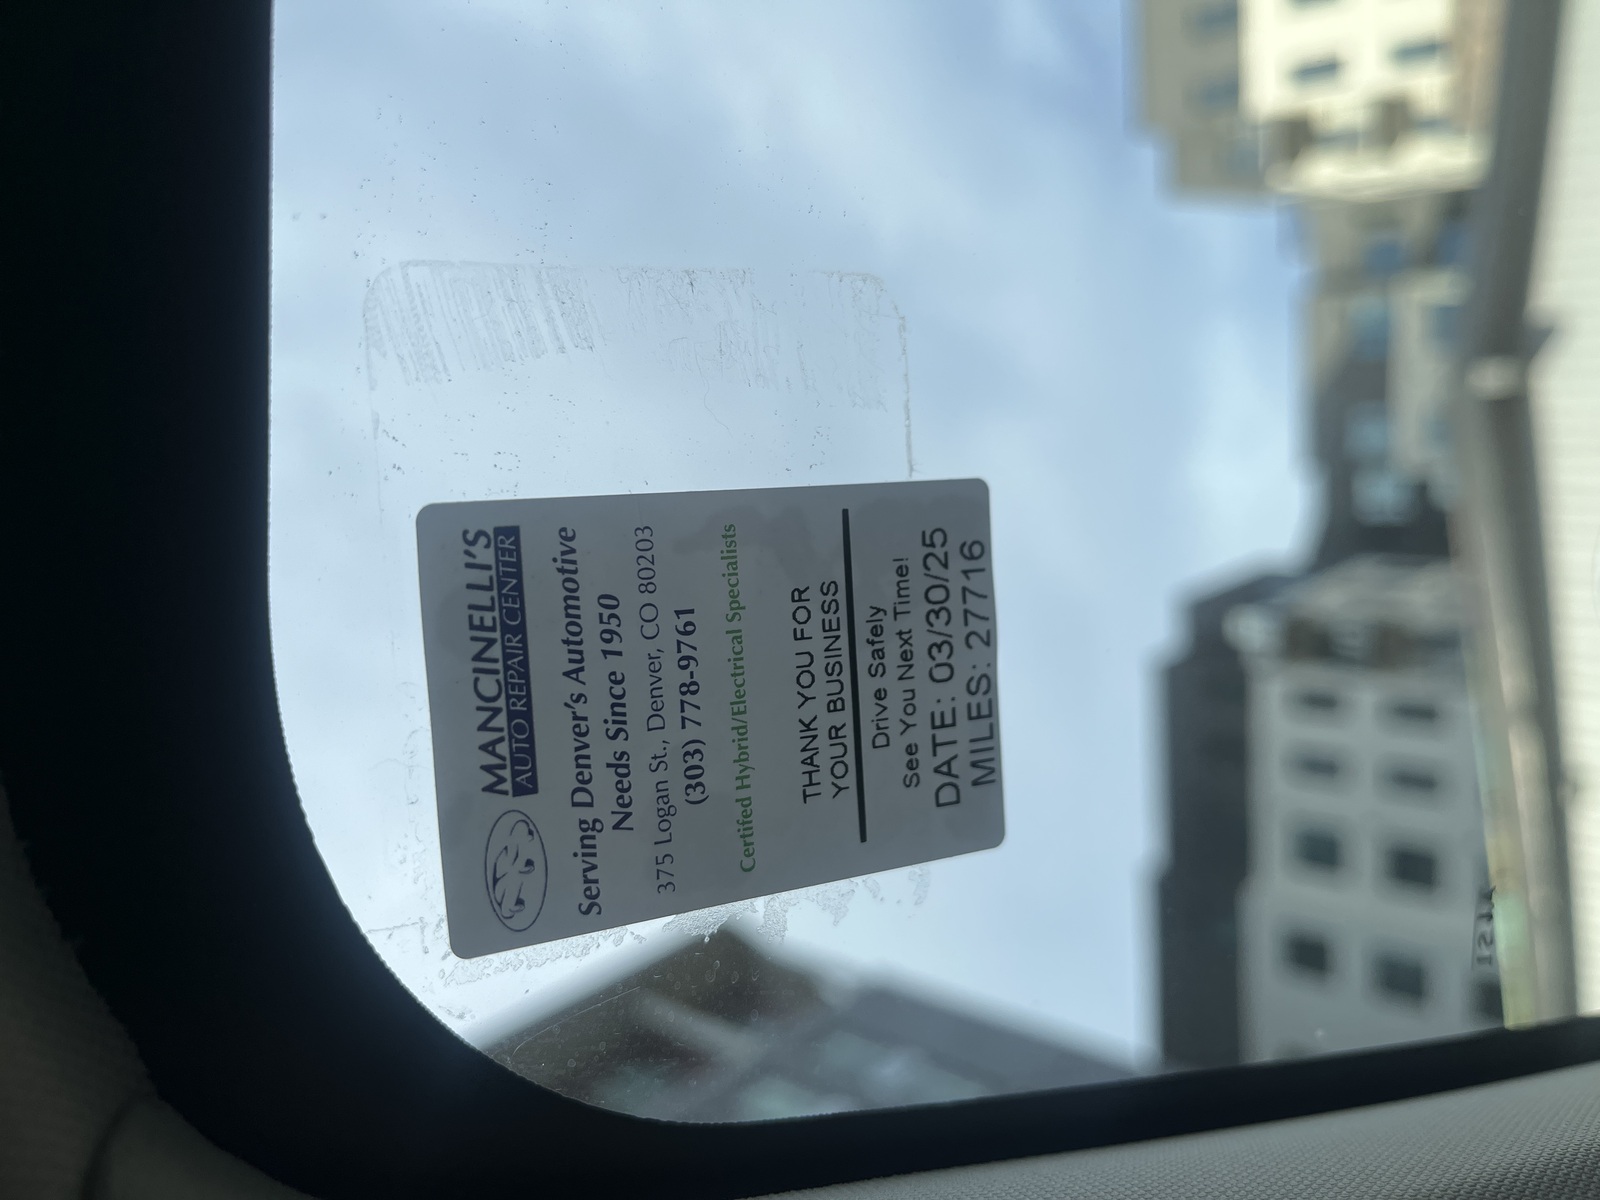 MANCINELLI'S
AUTO REPAIR CENTER
Serving Denver's Automotive
Needs Since 1950
375 Logan St., Denver, CO 80203
(303) 778-9761
Certifed Hybrid/Electrical Specialists
THANK YOU FOR
YOUR BUSINESS
Drive Safely
See You Next Time!
DATE: 03/30/25
MILES: 27716